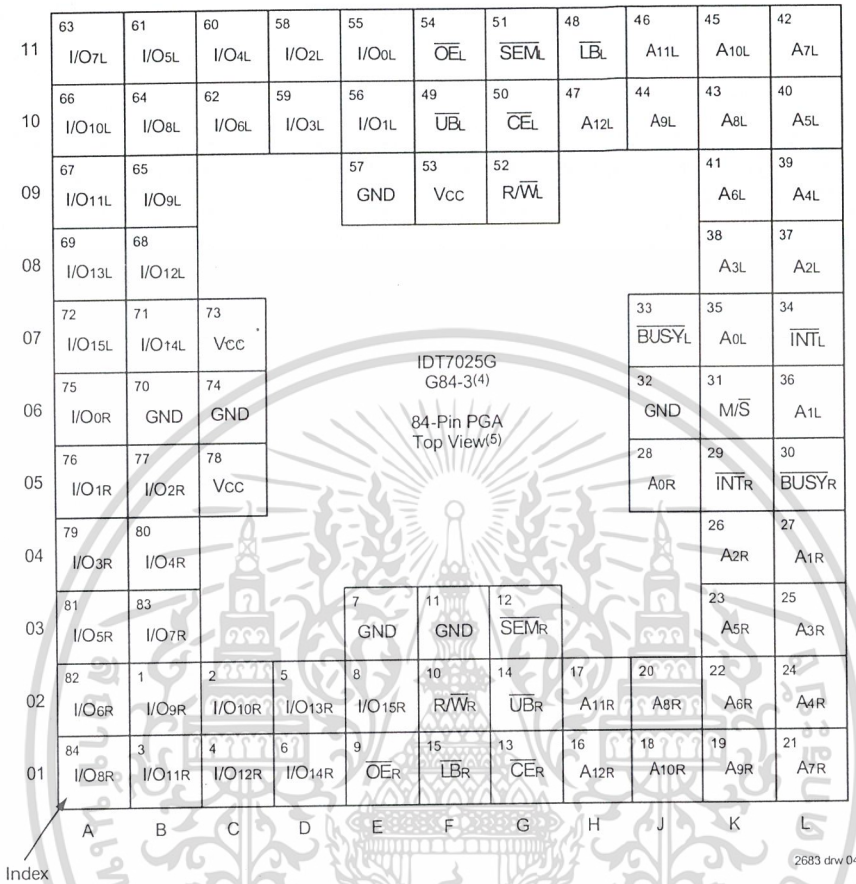 63 61 60 58 55 54 51 48 46 45 42
11 I/O7L I/O5L I/O4L I/O2L I/O0L OEL SEML LBL A11L A10L A7L
66 64 62 59 56 49 50 47 44 43 40
10 I/O10L I/O8L I/O6L I/O3L I/O1L UBL CEL A12L A9L A8L A5L
67 65 57 53 52 41 39
09 I/O11L I/O9L GND VCC R/WL A6L A4L
69 68 38 37
08 I/O13L I/O12L A3L A2L
72 71 73 33 35 34
07 I/O15L I/O14L VCC BUSYL A0L INTL
IDT7025G
G84-3(4)
75 70 74 32 31 36
06 I/O0R GND GND GND M/S A1L
84-Pin PGA
Top View(5)
76 77 78 28 29 30
05 I/O1R I/O2R VCC A0R INTR BUSYR
79 80 26 27
04 I/O3R I/O4R A2R A1R
81 83 7 11 12 23 25
03 I/O5R I/O7R GND GND SEMR A5R A3R
82 1 2 5 8 10 14 17 20 22 24
02 I/O6R I/O9R I/O10R I/O13R I/O15R R/WR UBR A11R A8R A6R A4R
84 3 4 6 9 15 13 16 18 19 21
01 I/O8R I/O11R I/O12R I/O14R OER LBR CER A12R A10R A9R A7R
A B C D E F G H J K L
Index
2683 drw 04